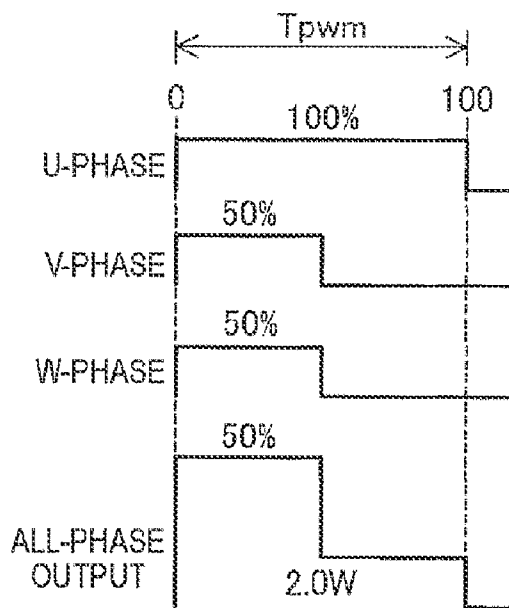 Tpwm
0 100
100%
U-PHASE
50%
V-PHASE
50%
W-PHASE
50%
ALL-PHASE
OUTPUT
2.0W